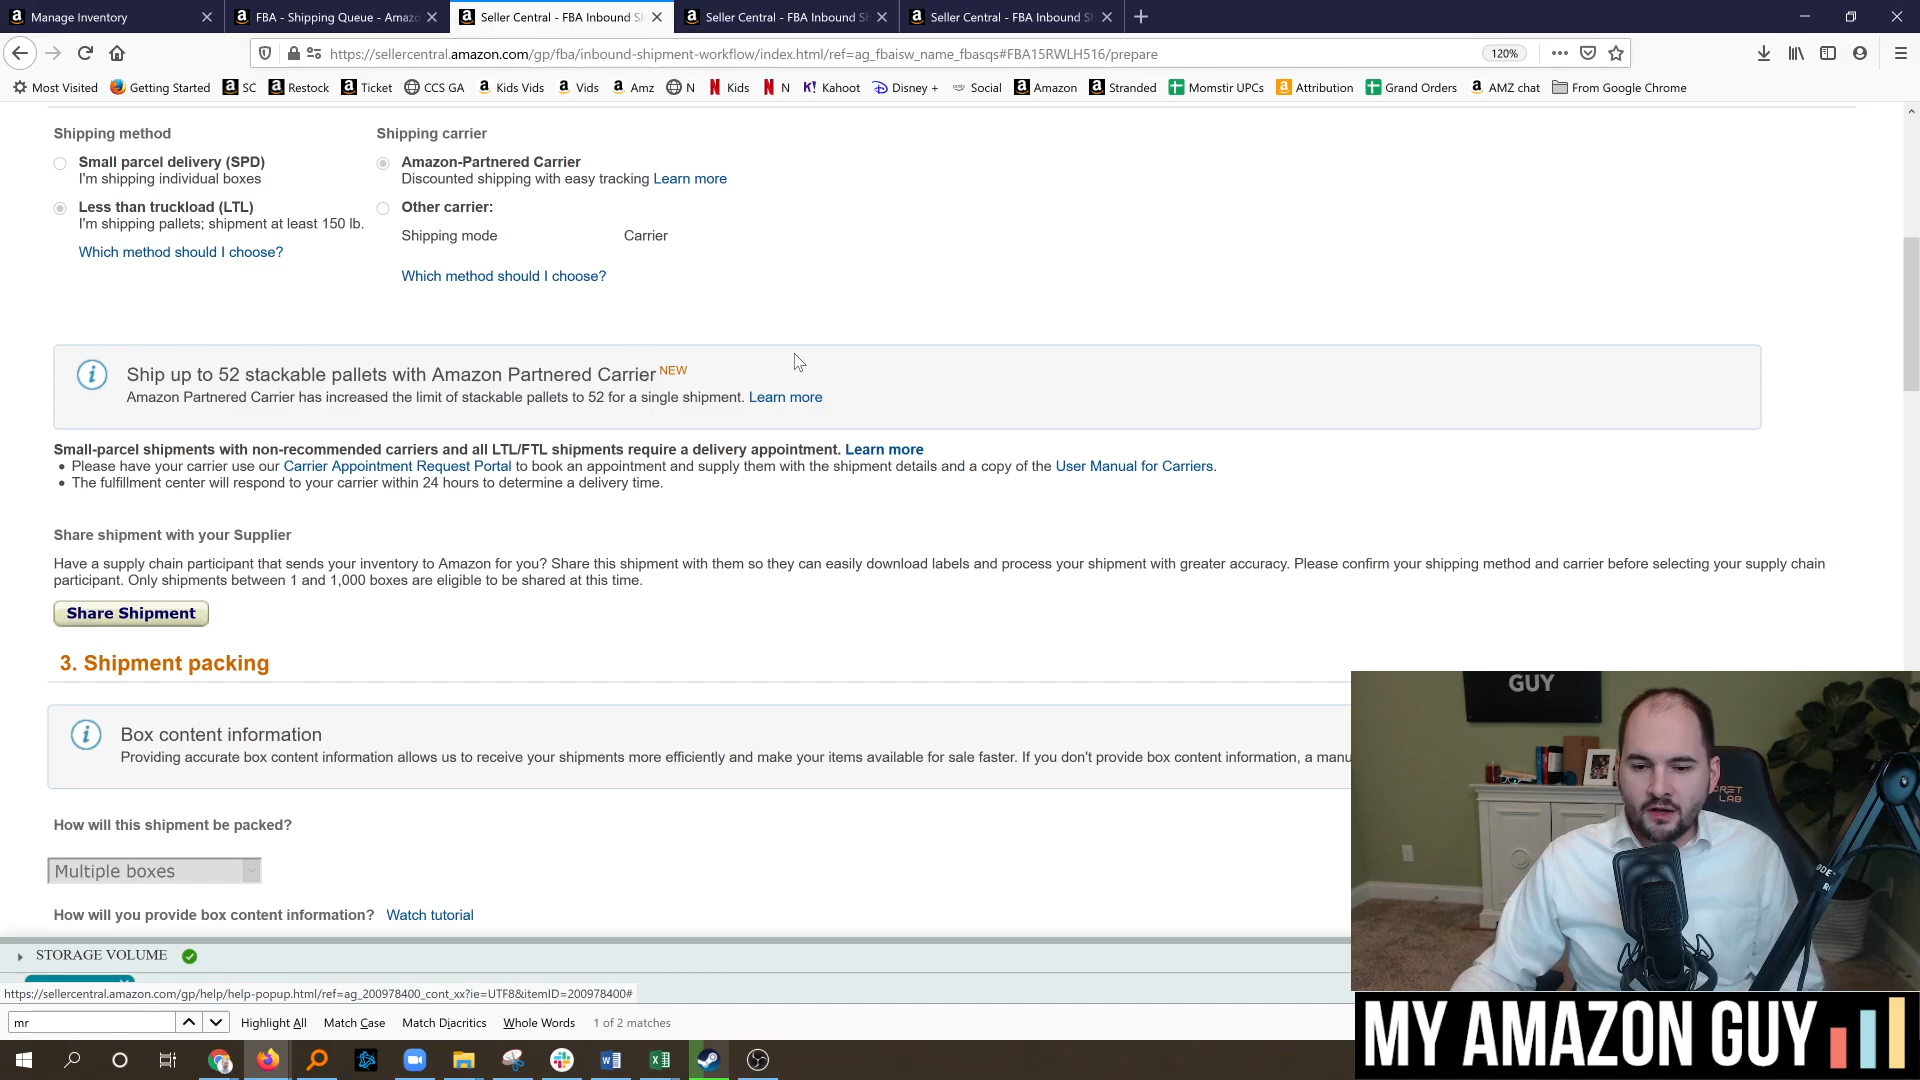 Manage Inventory
FBA - Shipping Queue - Amazo
Seller Central - FBA Inbound S
Seller Central - FBA Inbound Sh
Seller Central - FBA Inbound Sh
https://sellercentral.amazon.com/gp/fba/inbound-shipment-workflow/index.html/ref=ag_fbaisw_name_fbasqs#FBA15RWLH516/prepare
120%
Most Visited
Getting Started
SC
Restock
Ticket
CCS GA
Kids Vids
Vids
Amz
N
Kids
N
Kahoot
Disney +
Social
Amazon
Stranded
Momstir UPCs
Attribution
Grand Orders
AMZ chat
From Google Chrome
Shipping method
Shipping carrier
Small parcel delivery (SPD)
I'm shipping individual boxes
Less than truckload (LTL)
I'm shipping pallets; shipment at least 150 lb.
Which method should I choose?
Amazon-Partnered Carrier
Discounted shipping with easy tracking Learn more
Other carrier:
Shipping mode
Carrier
Which method should I choose?
Ship up to 52 stackable pallets with Amazon Partnered Carrier NEW
Amazon Partnered Carrier has increased the limit of stackable pallets to 52 for a single shipment. Learn more
Small-parcel shipments with non-recommended carriers and all LTL/FTL shipments require a delivery appointment. Learn more
• Please have your carrier use our Carrier Appointment Request Portal to book an appointment and supply them with the shipment details and a copy of the User Manual for Carriers.
• The fulfillment center will respond to your carrier within 24 hours to determine a delivery time.
Share shipment with your Supplier
Have a supply chain participant that sends your inventory to Amazon for you? Share this shipment with them so they can easily download labels and process your shipment with greater accuracy. Please confirm your shipping method and carrier before selecting your supply chain
participant. Only shipments between 1 and 1,000 boxes are eligible to be shared at this time.
Share Shipment
3. Shipment packing
Box content information
Providing accurate box content information allows us to receive your shipments more efficiently and make your items available for sale faster. If you don't provide box content information, a manu
How will this shipment be packed?
Multiple boxes
How will you provide box content information? Watch tutorial
STORAGE VOLUME
https://sellercentral.amazon.com/gp/help/help-popup.html/ref=ag_200978400_cont_xx?ie=UTF8&itemID=200978400#
mr
Highlight All
Match Case
Match Diacritics
Whole Words
1 of 2 matches
GUY
MY AMAZON GUY